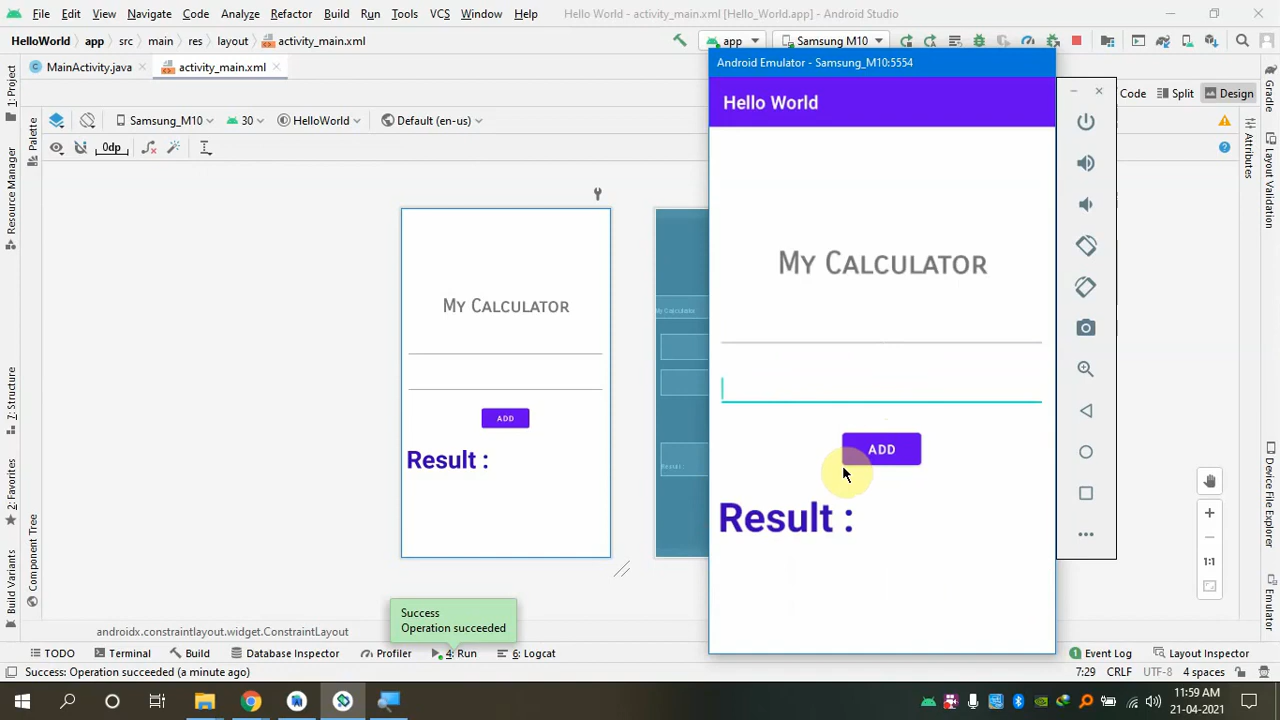 File Edit View Navigate Code Analyze Refactor Build Run Tools VCS Window Help Hello World - activity_main.xml [Hello_World.app] - Android Studio
HelloWorld app src main res layout activity_main.xml app Samsung M10
MainActivity.java activity_main.xml
Code Split Design
Samsung_M10 30 HelloWorld Default (en-us)
0dp
1: Project
Resource Manager
7: Structure
2: Favorites
Build Variants
Palette
Component Tree
My Calculator
ADD
Result :
My Calculator
Result :
Android Emulator - Samsung_M10:5554
Hello World
My Calculator
ADD
Result :
Gradle
Layout Validation
Device File Explorer
Emulator
Attributes
1:1
Success
Operation succeeded
androidx.constraintlayout.widget.ConstraintLayout
TODO Terminal Build Database Inspector Profiler 4: Run 6: Logcat 1 Event Log Layout Inspector
Success: Operation succeeded (a minute ago) 7:29 CRLF UTF-8 4 spaces
11:59 AM
21-04-2021